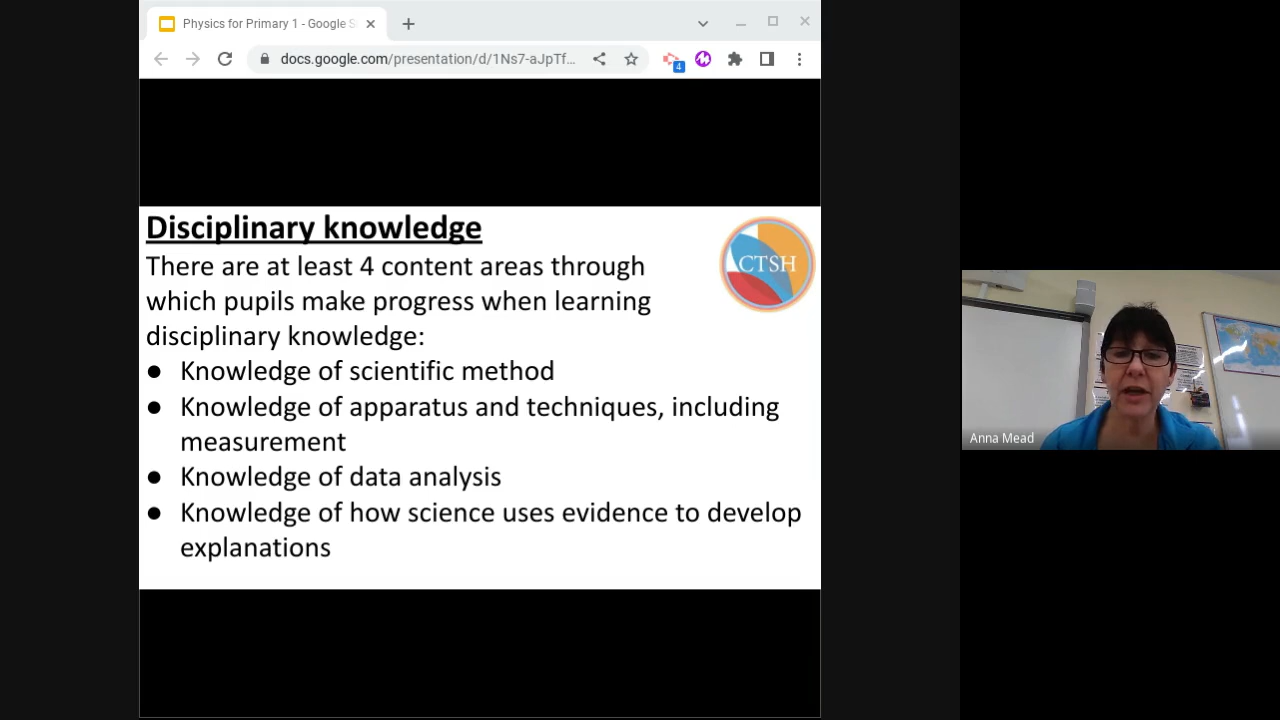 Physics for Primary 1 - Google S
docs.google.com/presentation/d/1Ns7-aJpTf...
4
Disciplinary knowledge
CTSH
There are at least 4 content areas through
which pupils make progress when learning
disciplinary knowledge:
● Knowledge of scientific method
● Knowledge of apparatus and techniques, including
measurement
● Knowledge of data analysis
● Knowledge of how science uses evidence to develop
explanations
Anna Mead